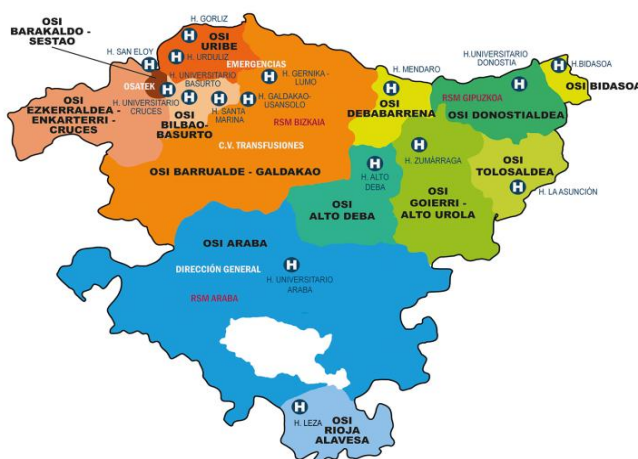 OSI
BARAKALDO -
SESTAO
H. GORLIZ
OSI
URIBE
H. SAN ELOY
H. URDULIZ
EMERGENCIAS
OSATEK
H. UNIVERSITARIO
BASURTO
H. GERNIKA -
LUMO
H. UNIVERSITARIO
CRUCES
H. SANTA
MARINA
H. GALDAKAO-
USANSOLO
OSI
EZKERRALDEA -
ENKARTERRI -
CRUCES
OSI
BILBAO-
BASURTO
RSM BIZKAIA
C.V. TRANSFUSIONES
OSI BARRUALDE - GALDAKAO
H. MENDARO
OSI
DEBABARRENA
H.UNIVERSITARIO
DONOSTIA
H.BIDASOA
OSI BIDASOA
RSM GIPUZKOA
OSI DONOSTIALDEA
H. ALTO
DEBA
H. ZUMÁRRAGA
OSI
TOLOSALDEA
H. LA ASUNCIÓN
OSI
ALTO DEBA
OSI
GOIERRI -
ALTO UROLA
OSI ARABA
DIRECCIÓN GENERAL
H. UNIVERSITARIO
ARABA
RSM ARABA
H. LEZA
OSI
RIOJA
ALAVESA